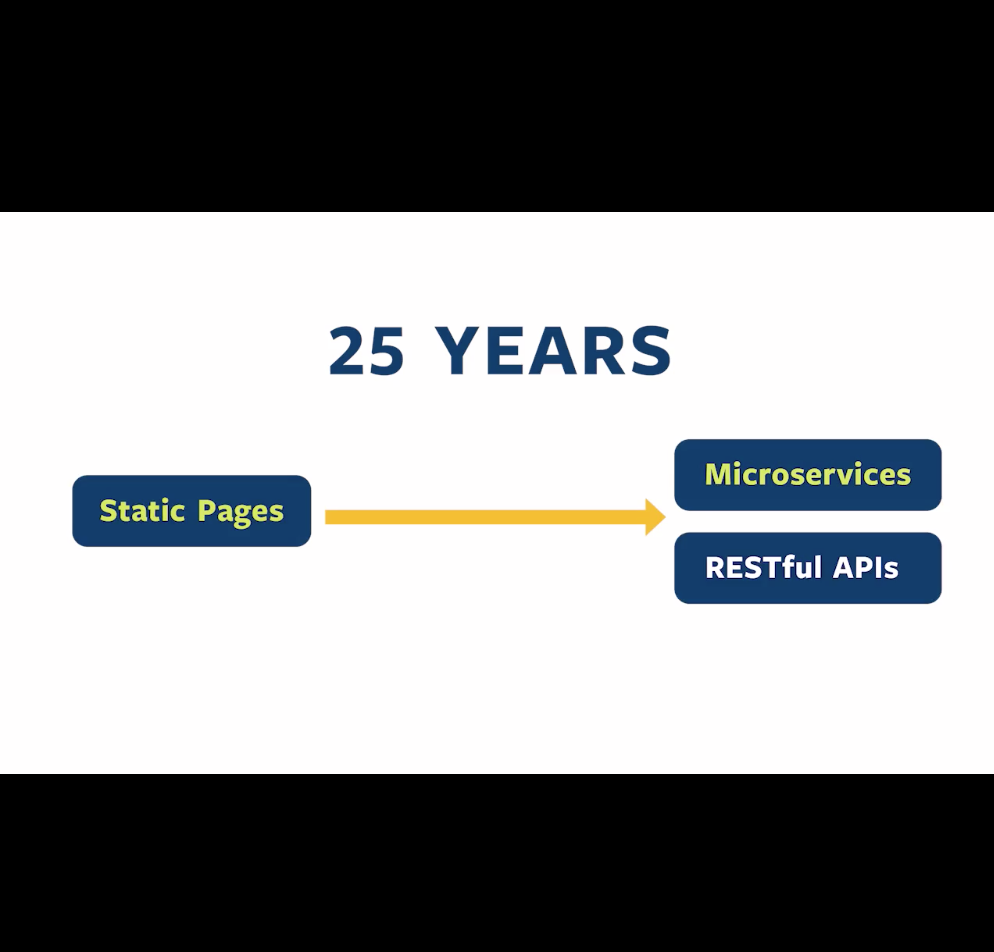 25 YEARS
Static Pages
Microservices
RESTful APIs